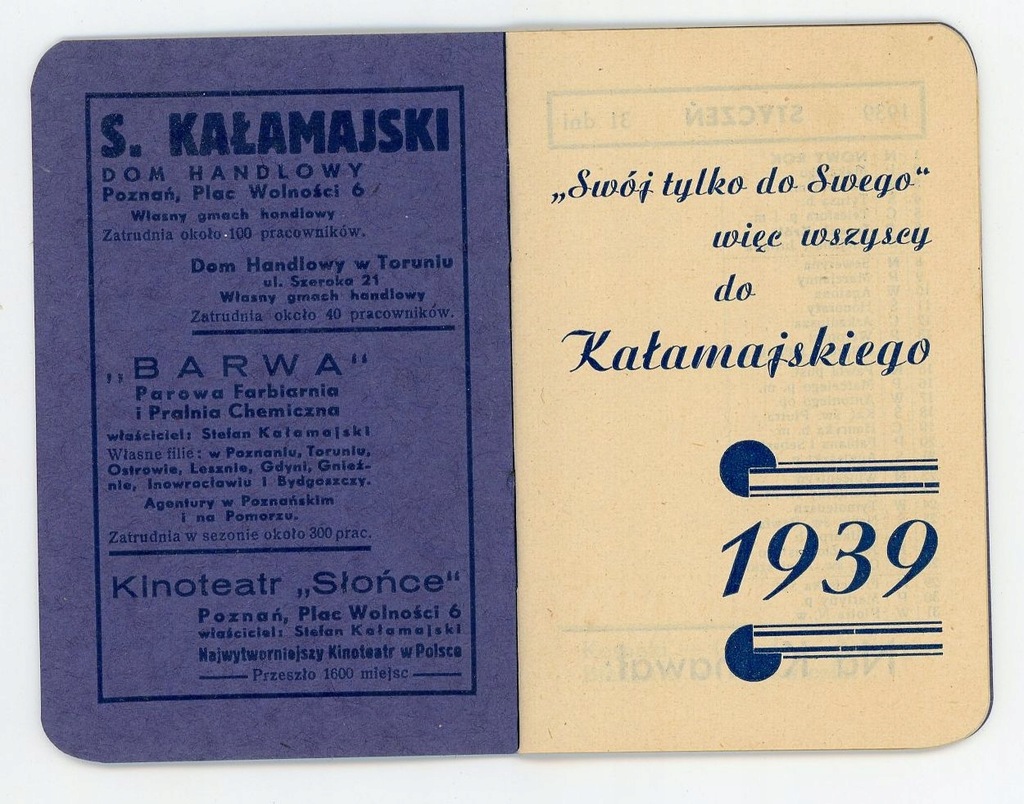 S. KAŁAMAJSKI
DOM HANDLOWY
Poznań, Plac Wolności 6
Własny gmach handlowy
Zatrudnia około 100 pracowników.
Dom Handlowy w Toruniu
ul. Szeroka 21
Własny gmach handlowy
Zatrudnia około 40 pracowników.
„BARWA“
Parowa Farbiarnia
i Pralnia Chemiczna
właściciel: Stefan Kałamajski
Własne filie: w Poznaniu, Toruniu,
Ostrowie, Lesznie, Gdyni, Gnieź-
nie, Inowrocławiu i Bydgoszczy.
Agentury w Poznańskim
i na Pomorzu.
Zatrudnia w sezonie około 300 prac.
Kinoteatr „Słońce“
Poznań, Plac Wolności 6
właściciel: Stefan Kałamajski
Najwytworniejszy Kinoteatr w Polsce
Przeszło 1600 miejsc
„Swój tylko do Swego“
więc wszyscy
do
Kałamajskiego
1939
1939 STYCZEŃ 31 dni